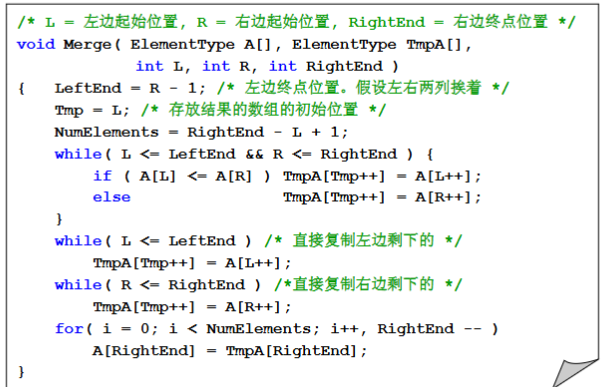 /* L = 左边起始位置, R = 右边起始位置, RightEnd = 右边终点位置 */
void Merge( ElementType A[], ElementType TmpA[],
            int L, int R, int RightEnd )
{   LeftEnd = R - 1; /* 左边终点位置。假设左右两列挨着 */
    Tmp = L; /* 存放结果的数组的初始位置 */
    NumElements = RightEnd - L + 1;
    while( L <= LeftEnd && R <= RightEnd ) {
        if ( A[L] <= A[R] ) TmpA[Tmp++] = A[L++];
        else                TmpA[Tmp++] = A[R++];
    }
    while( L <= LeftEnd ) /* 直接复制左边剩下的 */
        TmpA[Tmp++] = A[L++];
    while( R <= RightEnd ) /*直接复制右边剩下的 */
        TmpA[Tmp++] = A[R++];
    for( i = 0; i < NumElements; i++, RightEnd -- )
        A[RightEnd] = TmpA[RightEnd];
}